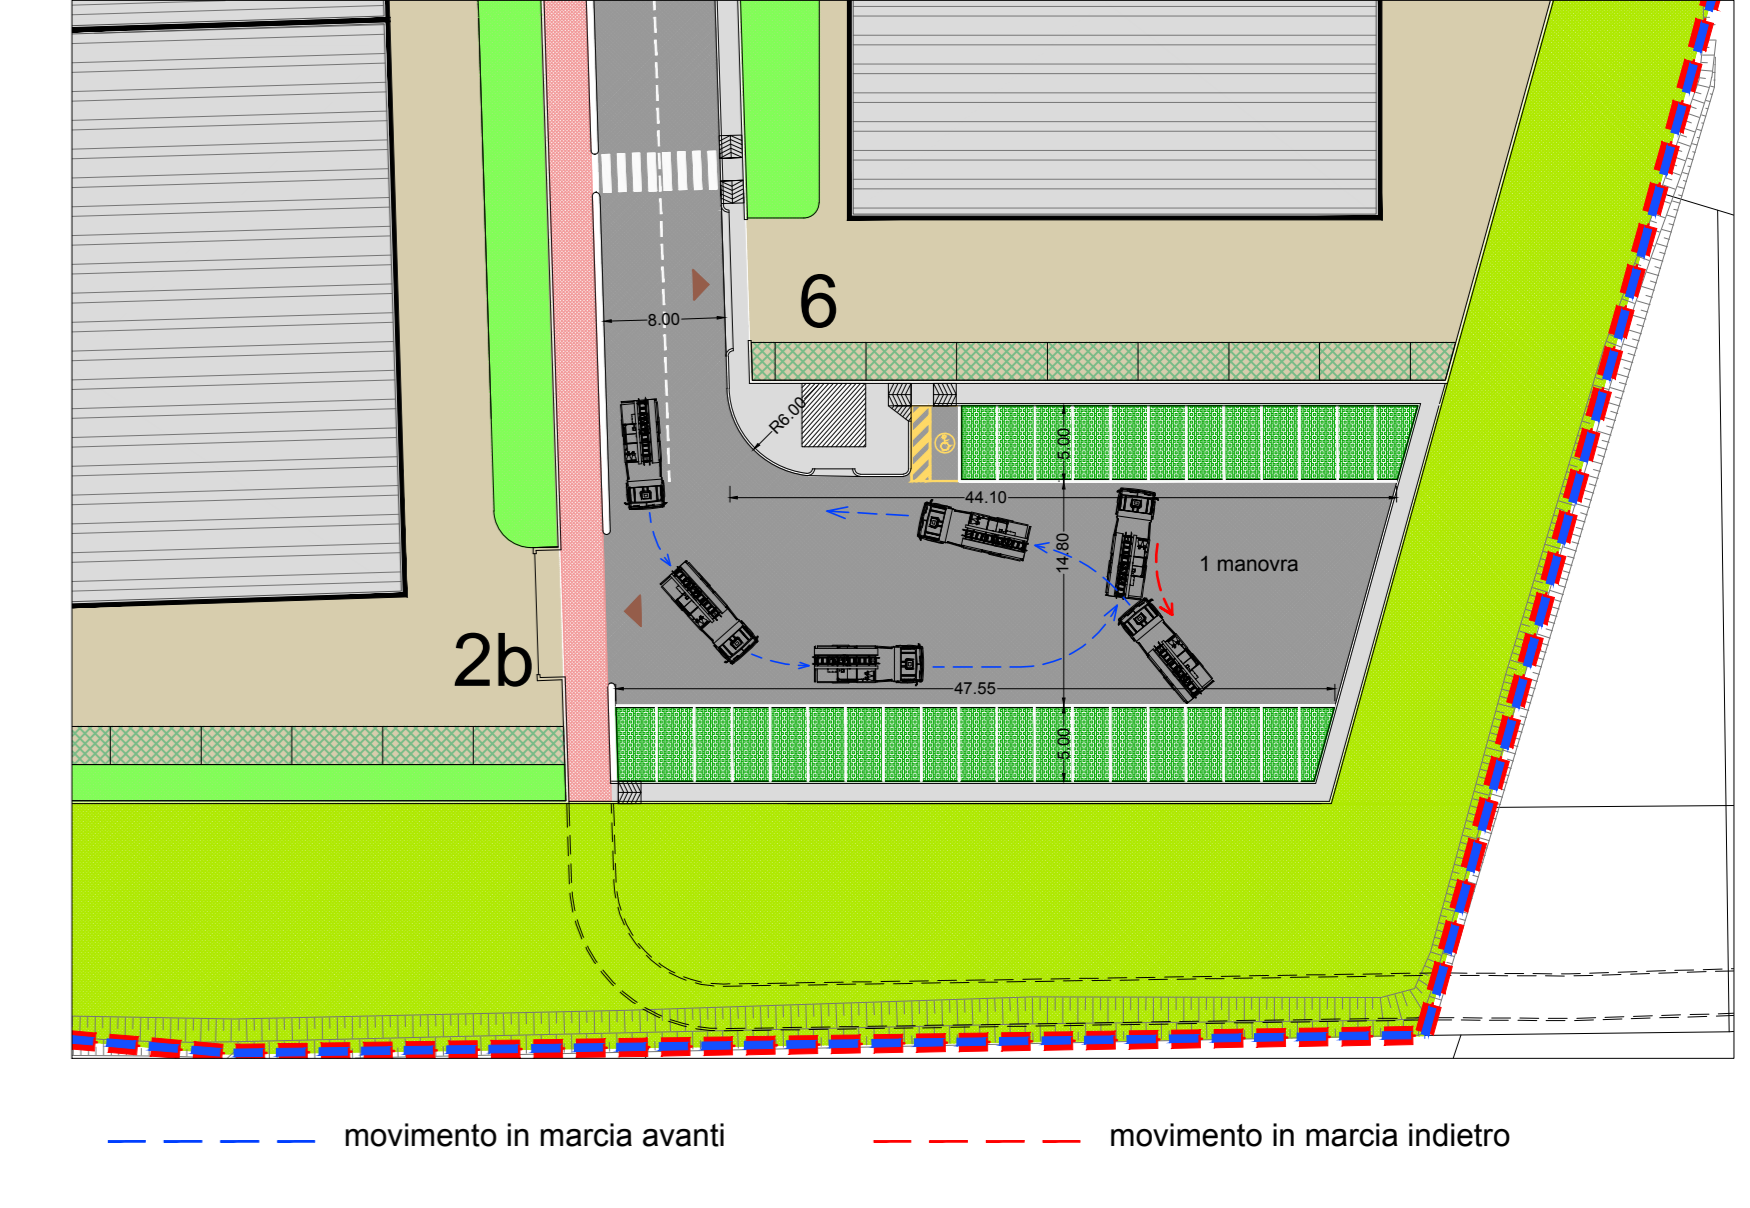 6
8.00
R6.00
5.00
44.10
14.80
1 manovra
2b
47.55
5.00
movimento in marcia avanti
movimento in marcia indietro